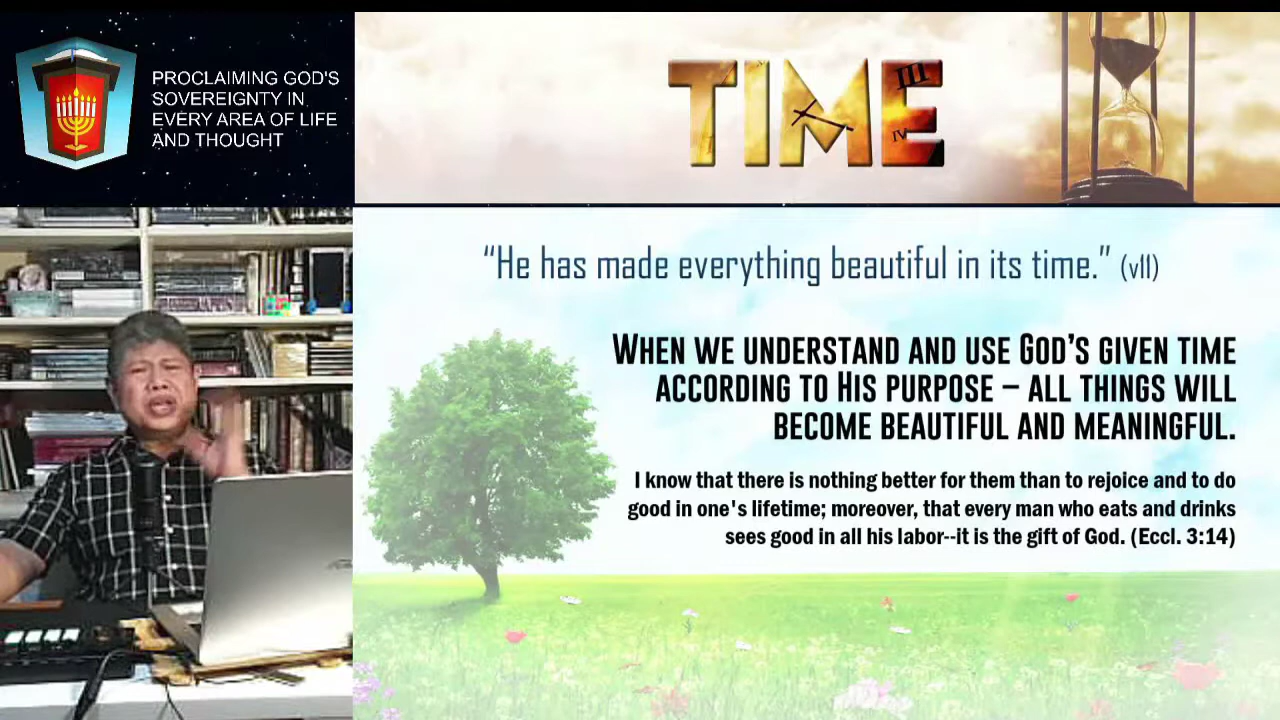 PROCLAIMING GOD'S
SOVEREIGNTY IN
EVERY AREA OF LIFE
AND THOUGHT
TIME
III
IV
“He has made everything beautiful in its time.” (v11)
WHEN WE UNDERSTAND AND USE GOD’S GIVEN TIME
ACCORDING TO HIS PURPOSE – ALL THINGS WILL
BECOME BEAUTIFUL AND MEANINGFUL.
I know that there is nothing better for them than to rejoice and to do
good in one's lifetime; moreover, that every man who eats and drinks
sees good in all his labor--it is the gift of God. (Eccl. 3:14)